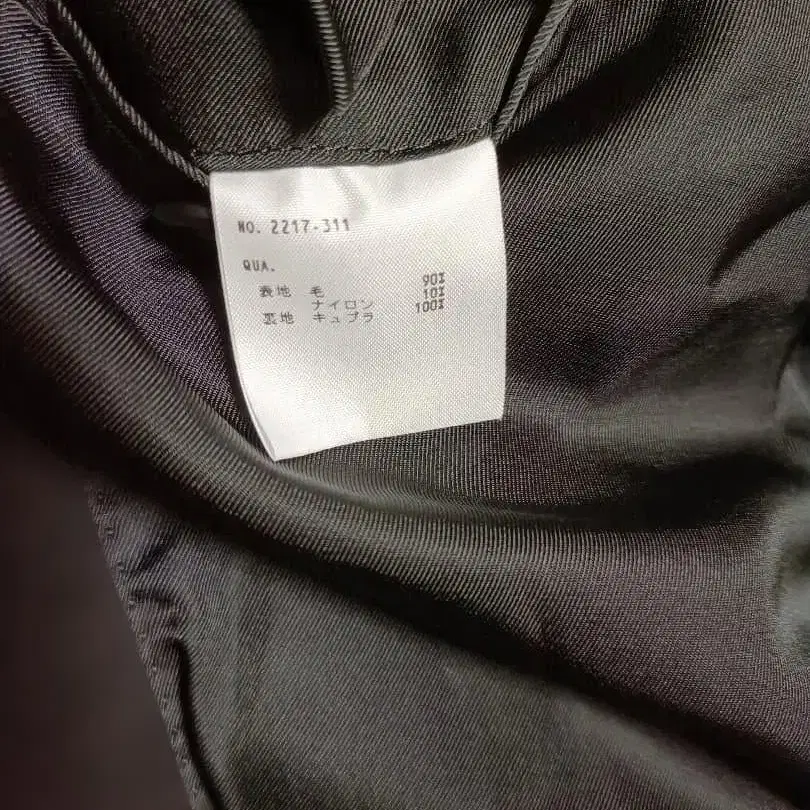 NO. 2217-311
QUA.
表地 毛 90%
ナイロン 10%
裏地 キュプラ 100%